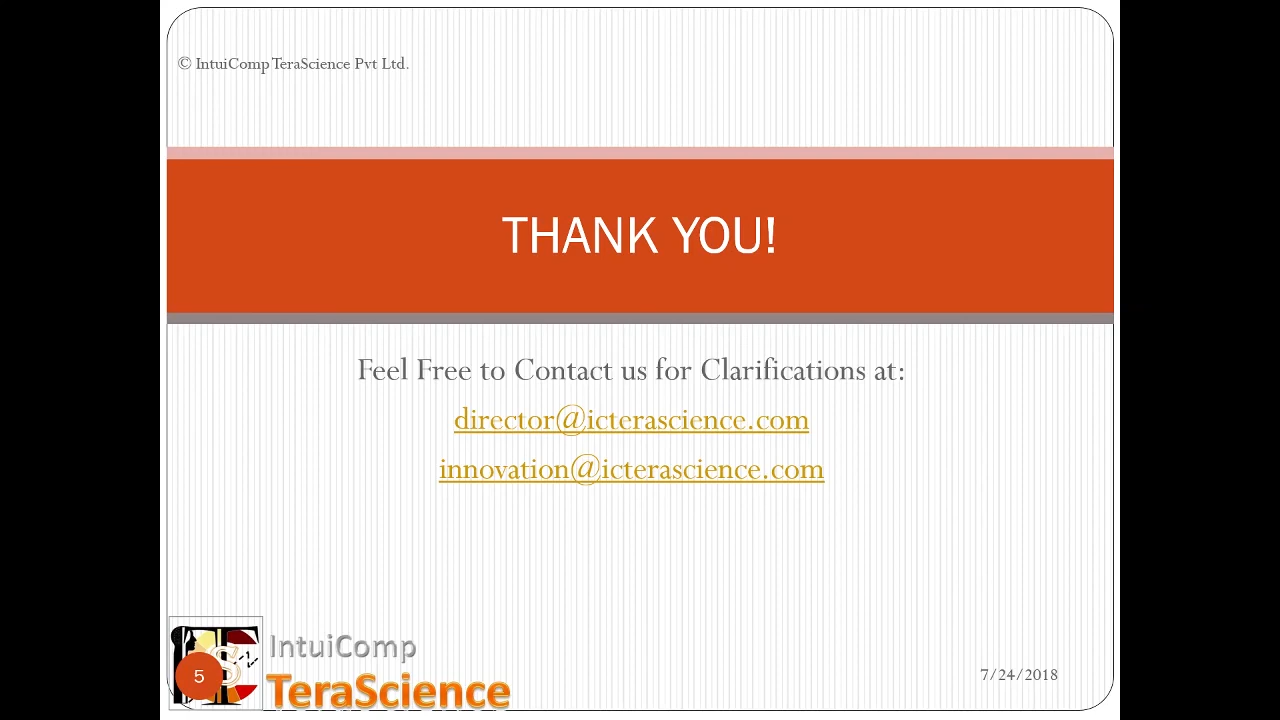 © IntuiComp TeraScience Pvt Ltd.
THANK YOU!
Feel Free to Contact us for Clarifications at:
director@icterascience.com
innovation@icterascience.com
IntuiComp
5
TeraScience
7/24/2018